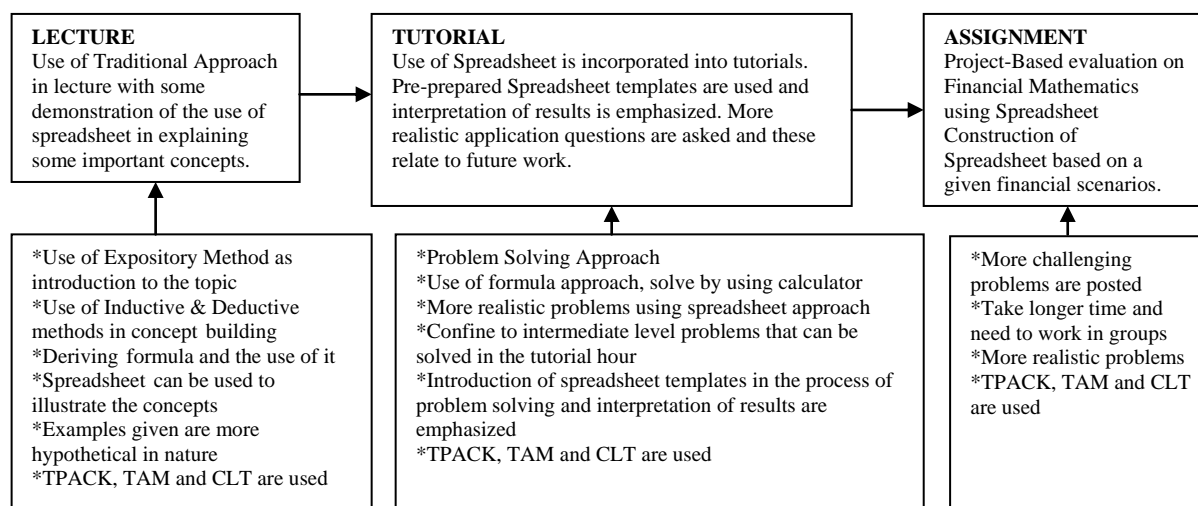 LECTURE
Use of Traditional Approach
in lecture with some
demonstration of the use of
spreadsheet in explaining
some important concepts.
TUTORIAL
Use of Spreadsheet is incorporated into tutorials.
Pre-prepared Spreadsheet templates are used and
interpretation of results is emphasized. More
realistic application questions are asked and these
relate to future work.
ASSIGNMENT
Project-Based evaluation on
Financial Mathematics
using Spreadsheet
Construction of
Spreadsheet based on a
given financial scenarios.
*Use of Expository Method as
introduction to the topic
*Use of Inductive & Deductive
methods in concept building
*Deriving formula and the use of it
*Spreadsheet can be used to
illustrate the concepts
*Examples given are more
hypothetical in nature
*TPACK, TAM and CLT are used
*Problem Solving Approach
*Use of formula approach, solve by using calculator
*More realistic problems using spreadsheet approach
*Confine to intermediate level problems that can be
solved in the tutorial hour
*Introduction of spreadsheet templates in the process of
problem solving and interpretation of results are
emphasized
*TPACK, TAM and CLT are used
*More challenging
problems are posted
*Take longer time and
need to work in groups
*More realistic problems
*TPACK, TAM and CLT
are used